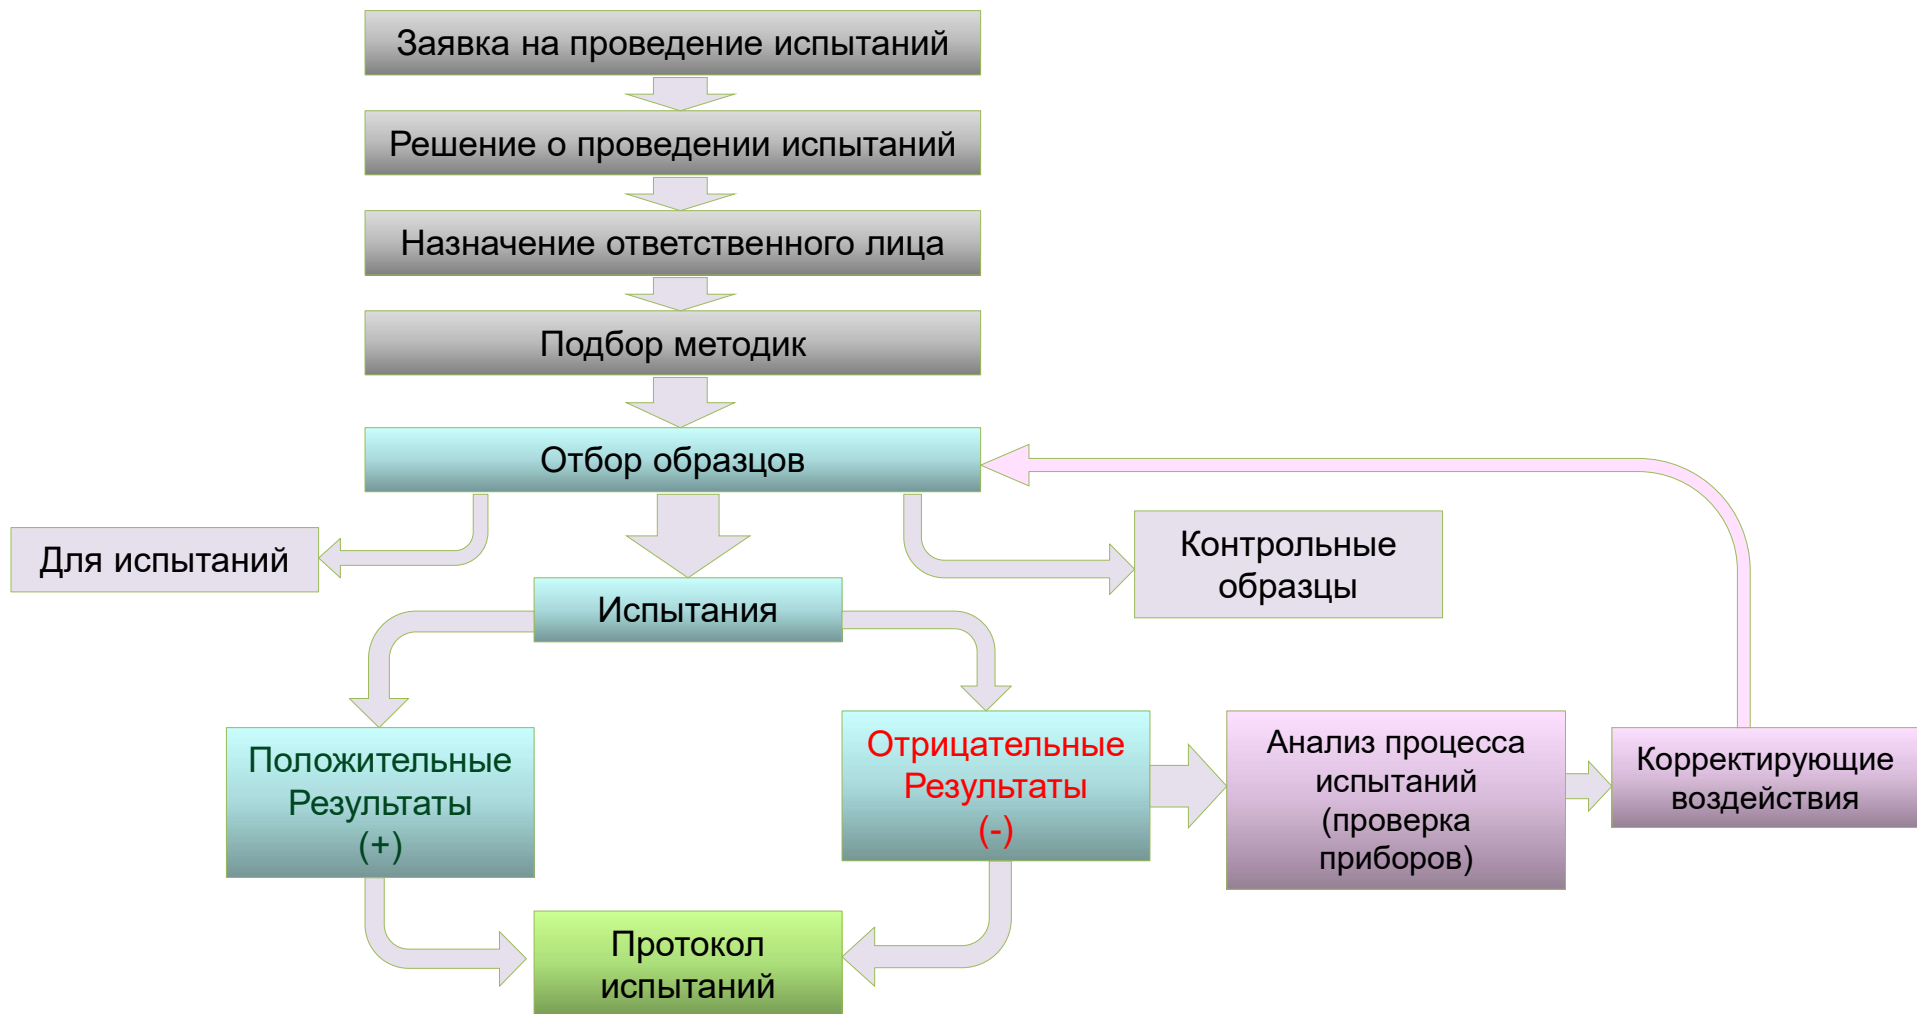 Заявка на проведение испытаний
Решение о проведении испытаний
Назначение ответственного лица
Подбор методик
Отбор образцов
Для испытаний
Контрольные
образцы
Испытания
Положительные
Результаты
(+)
Отрицательные
Результаты
(-)
Анализ процесса
испытаний
(проверка
приборов)
Корректирующие
воздействия
Протокол
испытаний